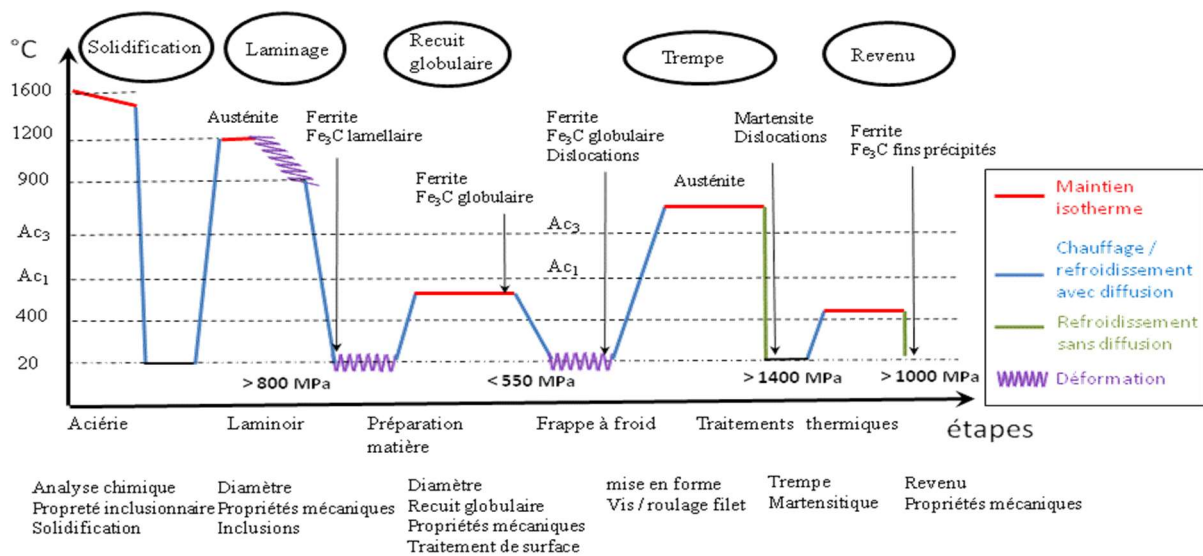 Solidification
Laminage
Recuit
globulaire
Trempe
Revenu
°C
1600
1200
900
Ac3
Ac1
400
20
Austénite
Ferrite
Fe3C lamellaire
Ferrite
Fe3C globulaire
Ferrite
Fe3C globulaire
Dislocations
Ac3
Ac1
Austénite
Martensite
Dislocations
Ferrite
Fe3C fins précipités
Maintien
isotherme
Chauffage /
refroidissement
avec diffusion
Refroidissement
sans diffusion
Déformation
>800 MPa
<550 MPa
>1400 MPa
>1000 MPa
Aciérie
Laminoir
Préparation
matière
Frappe à froid
Traitements thermiques
étapes
Analyse chimique
Propreté inclusionnaire
Solidification
Diamètre
Propriétés mécaniques
Inclusions
Diamètre
Recuit globulaire
Propriétés mécaniques
Traitement de surface
mise en forme
Vis / roulage filet
Trempe
Martensitique
Revenu
Propriétés mécaniques